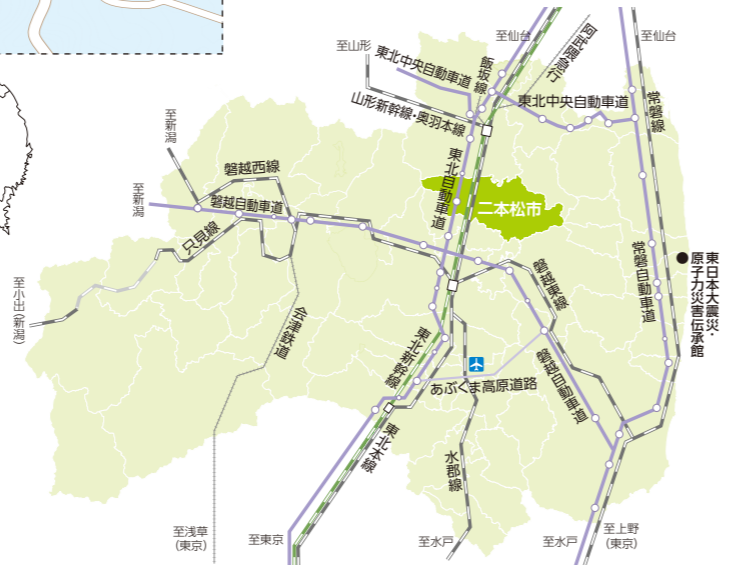 至仙台
至仙台
至山形
東北中央自動車道
飯坂線
阿武隈急行
山形新幹線・奥羽本線
東北中央自動車道
常磐線
至新潟
磐越西線
東北自動車道
至新潟
磐越自動車道
二本松市
只見線
常磐自動車道
東日本大震災・
原子力災害伝承館
至小出(新潟)
磐越東線
会津鉄道
東北新幹線
磐越自動車道
あぶくま高原道路
東北本線
水郡線
至浅草
(東京)
至東京
至水戸
至水戸
至上野
(東京)